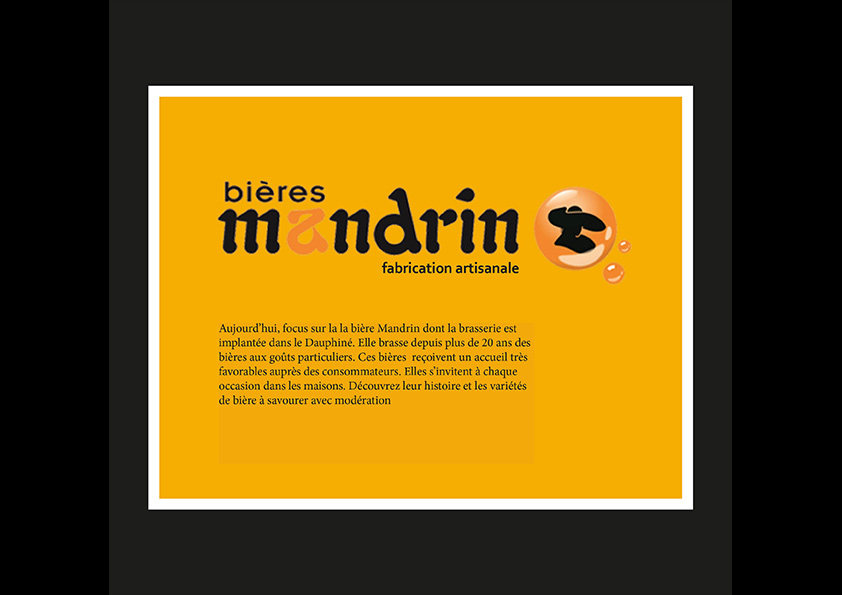 bières
mandrin
fabrication artisanale
Aujourd'hui, focus sur la la bière Mandrin dont la brasserie est
implantée dans le Dauphiné. Elle brasse depuis plus de 20 ans des
bières aux goûts particuliers. Ces bières  reçoivent un accueil très
favorables auprès des consommateurs. Elles s'invitent à chaque
occasion dans les maisons. Découvrez leur histoire et les variétés
de bière à savourer avec modération